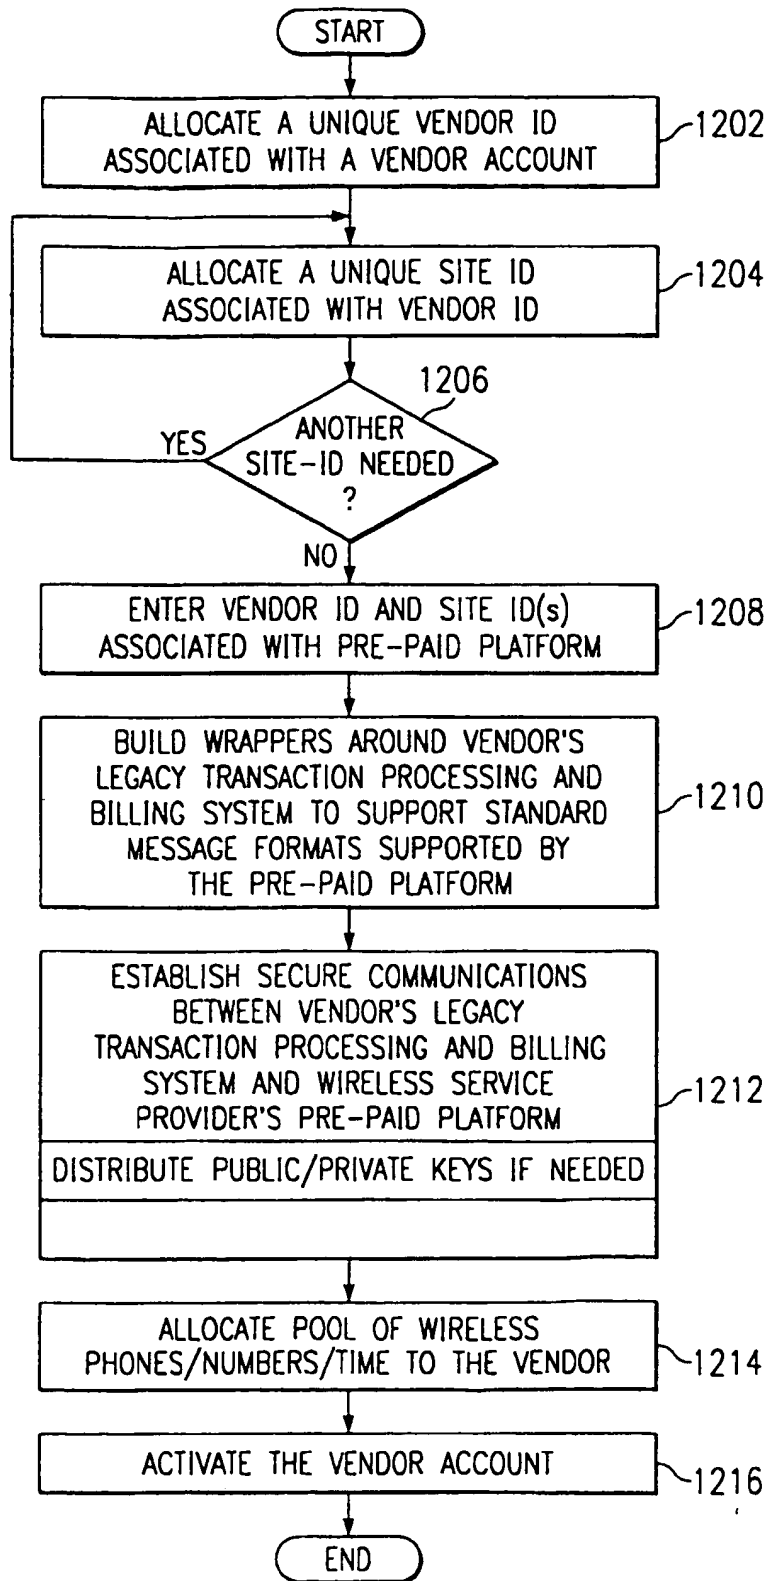 START
ALLOCATE A UNIQUE VENDOR ID
ASSOCIATED WITH A VENDOR ACCOUNT
1202
ALLOCATE A UNIQUE SITE ID
ASSOCIATED WITH VENDOR ID
1204
1206
ANOTHER
SITE-ID NEEDED
?
YES
NO
ENTER VENDOR ID AND SITE ID(s)
ASSOCIATED WITH PRE-PAID PLATFORM
1208
BUILD WRAPPERS AROUND VENDOR'S
LEGACY TRANSACTION PROCESSING AND
BILLING SYSTEM TO SUPPORT STANDARD
MESSAGE FORMATS SUPPORTED BY
THE PRE-PAID PLATFORM
1210
ESTABLISH SECURE COMMUNICATIONS
BETWEEN VENDOR'S LEGACY
TRANSACTION PROCESSING AND BILLING
SYSTEM AND WIRELESS SERVICE
PROVIDER'S PRE-PAID PLATFORM
1212
DISTRIBUTE PUBLIC/PRIVATE KEYS IF NEEDED
ALLOCATE POOL OF WIRELESS
PHONES/NUMBERS/TIME TO THE VENDOR
1214
ACTIVATE THE VENDOR ACCOUNT
1216
END